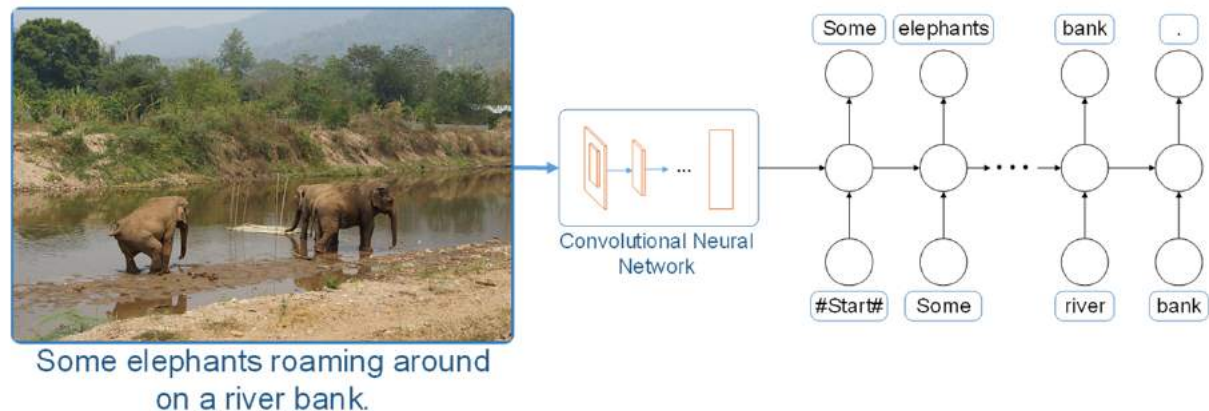 Some elephants bank .
Convolutional Neural
Network
#Start# Some river bank
Some elephants roaming around
on a river bank.